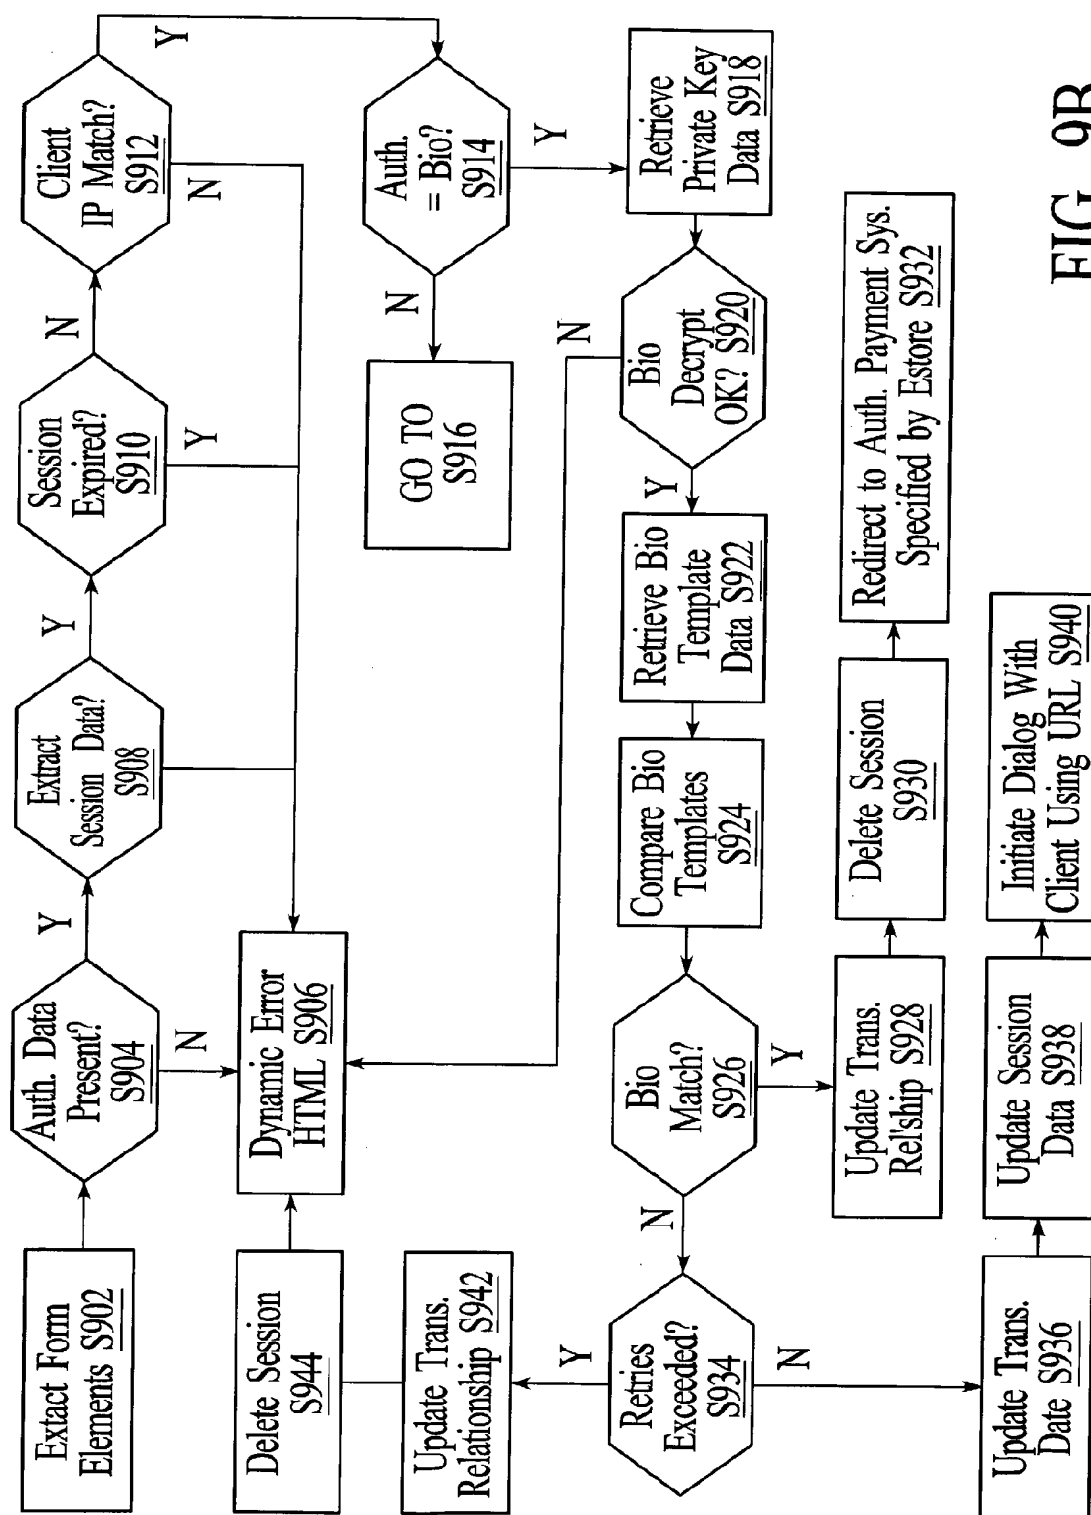 Extact Form
Elements S902
Auth. Data
Present?
S904
Y
N
Extract
Session Data?
S908
Y
Session
Expired?
S910
N
Y
Client
IP Match?
S912
Y
N
Delete Session
S944
Dynamic Error
HTML S906
Auth.
= Bio?
S914
N
Y
GO TO
S916
Update Trans.
Relationship S942
Retrieve
Private Key
Data S918
Bio
Decrypt
OK? S920
N
Y
Retrieve Bio
Template
Data S922
Compare Bio
Templates
S924
Bio
Match?
S926
N
Y
Retries
Exceeded?
S934
Y
N
Update Trans.
Rel'ship S928
Delete Session
S930
Redirect to Auth. Payment Sys.
Specified by Estore S932
Update Trans.
Date S936
Update Session
Data S938
Initiate Dialog With
Client Using URL S940
FIG. 9B